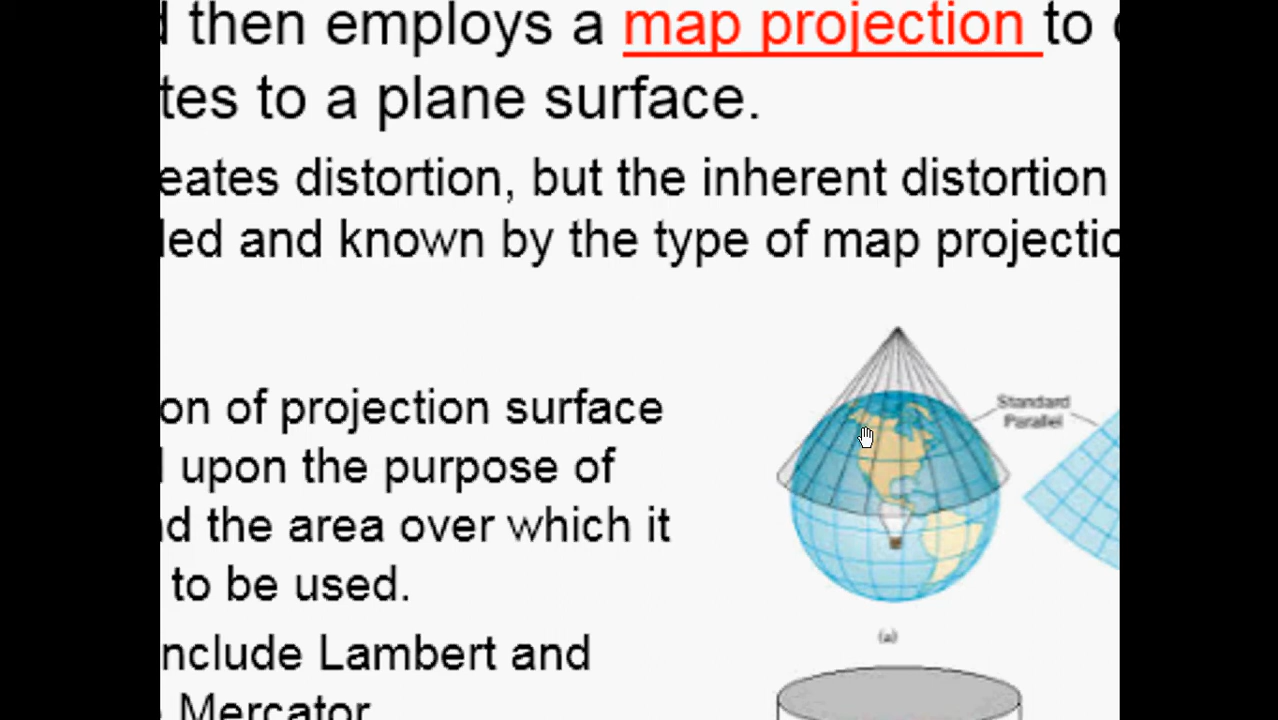 d then employs a map projection to
tes to a plane surface.
eates distortion, but the inherent distortion
led and known by the type of map projectio
on of projection surface
upon the purpose of
nd the area over which it
to be used.
nclude Lambert and
Mercator
Standard
Parallel
(a)